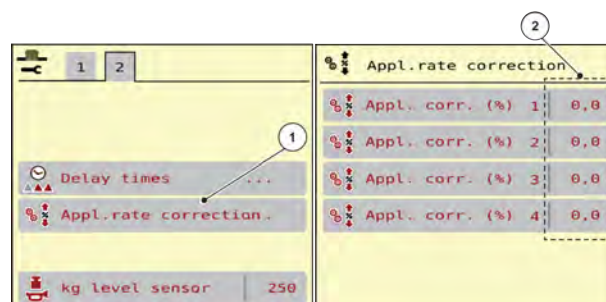 2
1 2
Appl.rate correction
Appl. corr. (%) 1 0,0
Appl. corr. (%) 2 0,0
Appl. corr. (%) 3 0,0
Appl. corr. (%) 4 0,0
1
Delay times ...
Appl.rate correction.
kg level sensor 250